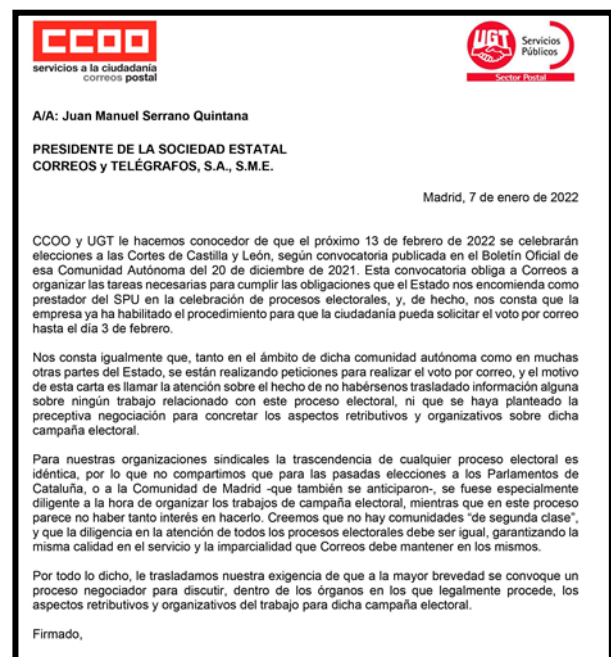 CCOO
servicios a la ciudadanía
correos postal
UGT
Servicios
Públicos
Sector Postal
A/A: Juan Manuel Serrano Quintana
PRESIDENTE DE LA SOCIEDAD ESTATAL
CORREOS y TELÉGRAFOS, S.A., S.M.E.
Madrid, 7 de enero de 2022
CCOO y UGT le hacemos conocedor de que el próximo 13 de febrero de 2022 se celebrarán
elecciones a las Cortes de Castilla y León, según convocatoria publicada en el Boletín Oficial de
esa Comunidad Autónoma del 20 de diciembre de 2021. Esta convocatoria obliga a Correos a
organizar las tareas necesarias para cumplir las obligaciones que el Estado nos encomienda como
prestador del SPU en la celebración de procesos electorales, y, de hecho, nos consta que la
empresa ya ha habilitado el procedimiento para que la ciudadanía pueda solicitar el voto por correo
hasta el día 3 de febrero.
Nos consta igualmente que, tanto en el ámbito de dicha comunidad autónoma como en muchas
otras partes del Estado, se están realizando peticiones para realizar el voto por correo, y el motivo
de esta carta es llamar la atención sobre el hecho de no habérsenos trasladado información alguna
sobre ningún trabajo relacionado con este proceso electoral, ni que se haya planteado la
preceptiva negociación para concretar los aspectos retributivos y organizativos sobre dicha
campaña electoral.
Para nuestras organizaciones sindicales la trascendencia de cualquier proceso electoral es
idéntica, por lo que no compartimos que para las pasadas elecciones a los Parlamentos de
Cataluña, o a la Comunidad de Madrid -que también se anticiparon-, se fuese especialmente
diligente a la hora de organizar los trabajos de campaña electoral, mientras que en este proceso
parece no haber tanto interés en hacerlo. Creemos que no hay comunidades “de segunda clase”,
y que la diligencia en la atención de todos los procesos electorales debe ser igual, garantizando la
misma calidad en el servicio y la imparcialidad que Correos debe mantener en los mismos.
Por todo lo dicho, le trasladamos nuestra exigencia de que a la mayor brevedad se convoque un
proceso negociador para discutir, dentro de los órganos en los que legalmente procede, los
aspectos retributivos y organizativos del trabajo para dicha campaña electoral.
Firmado,